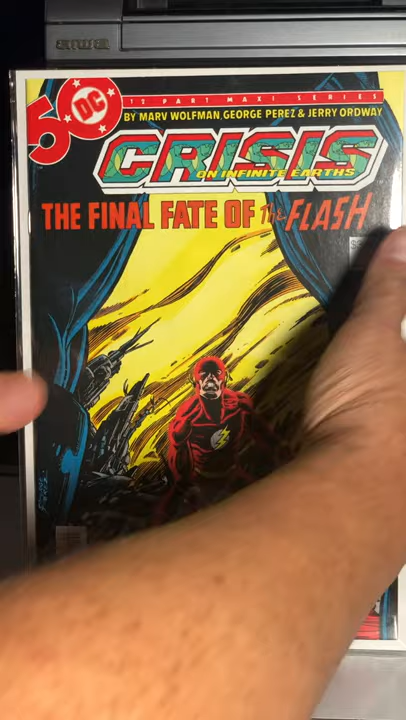 aiwa
50
DC
12 PART MAXI SERIES
BY MARV WOLFMAN, GEORGE PEREZ & JERRY ORDWAY
CRISIS
ON INFINITE EARTHS
THE FINAL FATE OF The FLASH